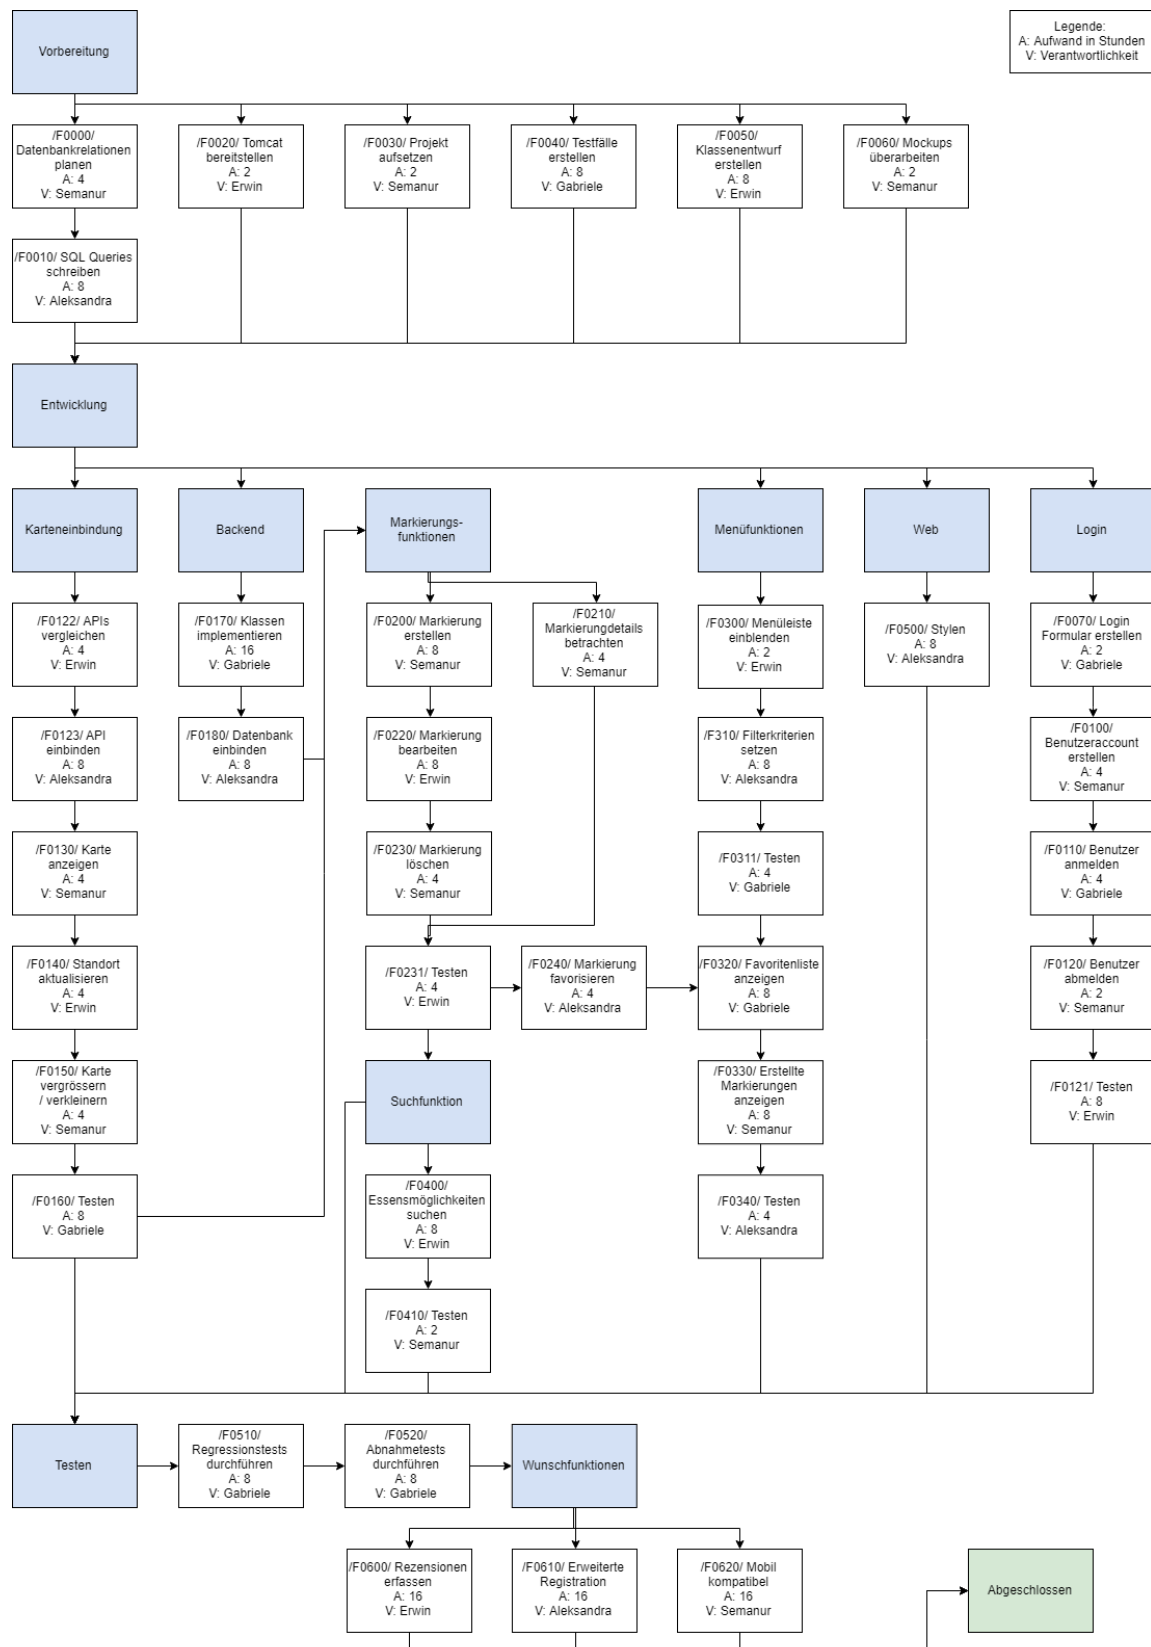 Vorbereitung
Legende:
A: Aufwand in Stunden
V: Verantwortlichkeit
/F0000/
Datenbankrelationen
planen
A: 4
V: Semanur
/F0020/ Tomcat
bereitstellen
A: 2
V: Erwin
/F0030/ Projekt
aufsetzen
A: 2
V: Semanur
/F0040/ Testfälle
erstellen
A: 8
V: Gabriele
/F0050/
Klassenentwurf
erstellen
A: 8
V: Erwin
/F0060/ Mockups
überarbeiten
A: 2
V: Semanur
/F0010/ SQL Queries
schreiben
A: 8
V: Aleksandra
Entwicklung
Karteneinbindung
Backend
Markierungs-
funktionen
Menüfunktionen
Web
Login
/F0122/ APIs
vergleichen
A: 4
V: Erwin
/F0170/ Klassen
implementieren
A: 16
V: Gabriele
/F0200/ Markierung
erstellen
A: 8
V: Semanur
/F0210/
Markierungdetails
betrachten
A: 4
V: Semanur
/F0300/ Menüleiste
einblenden
A: 2
V: Erwin
/F0500/ Stylen
A: 8
V: Aleksandra
/F0070/ Login
Formular erstellen
A: 2
V: Gabriele
/F0123/ API
einbinden
A: 8
V: Aleksandra
/F0180/ Datenbank
einbinden
A: 8
V: Aleksandra
/F0220/ Markierung
bearbeiten
A: 8
V: Erwin
/F310/ Filterkriterien
setzen
A: 8
V: Aleksandra
/F0100/
Benutzeraccount
erstellen
A: 4
V: Semanur
/F0130/ Karte
anzeigen
A: 4
V: Semanur
/F0230/ Markierung
löschen
A: 4
V: Semanur
/F0311/ Testen
A: 4
V: Gabriele
/F0110/ Benutzer
anmelden
A: 4
V: Gabriele
/F0140/ Standort
aktualisieren
A: 4
V: Erwin
/F0231/ Testen
A: 4
V: Erwin
/F0240/ Markierung
favorisieren
A: 4
V: Aleksandra
/F0320/ Favoritenliste
anzeigen
A: 8
V: Gabriele
/F0120/ Benutzer
abmelden
A: 2
V: Semanur
/F0150/ Karte
vergrössern
/ verkleinern
A: 4
V: Semanur
Suchfunktion
/F0330/ Erstellte
Markierungen
anzeigen
A: 8
V: Semanur
/F0121/ Testen
A: 8
V: Erwin
/F0160/ Testen
A: 8
V: Gabriele
/F0400/
Essensmöglichkeiten
suchen
A: 8
V: Erwin
/F0340/ Testen
A: 4
V: Aleksandra
/F0410/ Testen
A: 2
V: Semanur
Testen
/F0510/
Regressionstests
durchführen
A: 8
V: Gabriele
/F0520/
Abnahmetests
durchführen
A: 8
V: Gabriele
Wunschfunktionen
/F0600/ Rezensionen
erfassen
A: 16
V: Erwin
/F0610/ Erweiterte
Registration
A: 16
V: Aleksandra
/F0620/ Mobil
kompatibel
A: 16
V: Semanur
Abgeschlossen